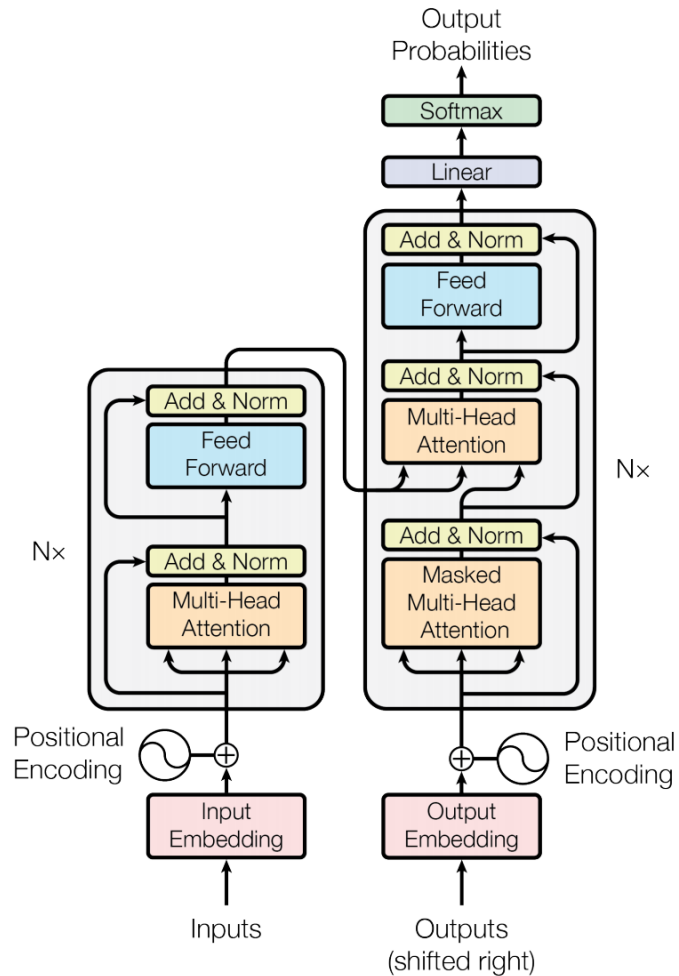 Output
Probabilities
Softmax
Linear
Add & Norm
Feed
Forward
Add & Norm
Multi-Head
Attention
Add & Norm
Masked
Multi-Head
Attention
Nx
Add & Norm
Feed
Forward
Add & Norm
Multi-Head
Attention
Nx
Positional
Encoding
Positional
Encoding
Input
Embedding
Output
Embedding
Inputs
Outputs
(shifted right)